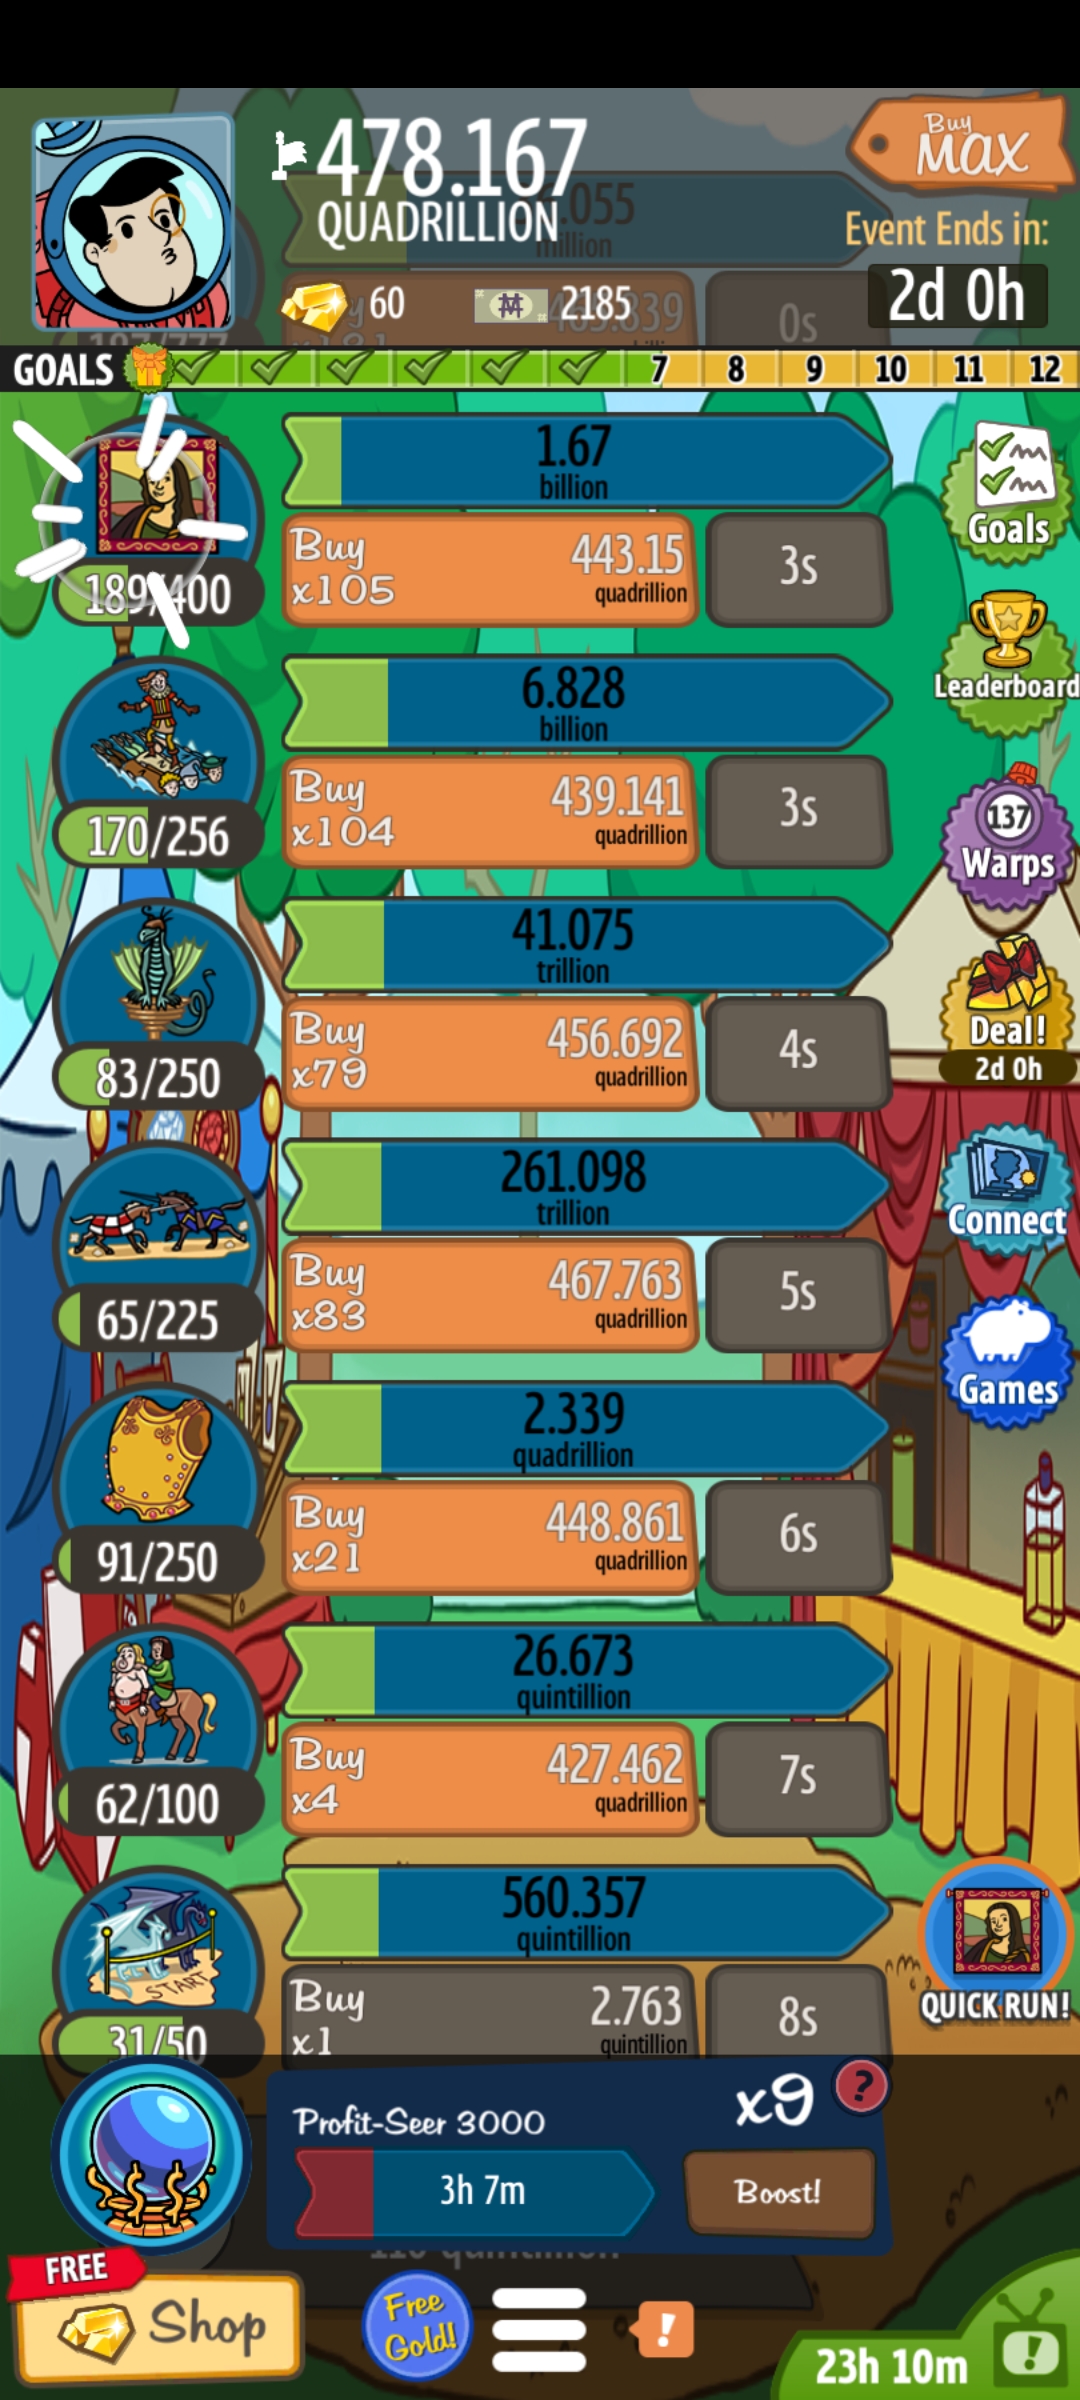 478.167
QUADRILLION
60
2185
Buy
MAX
Event Ends in:
2d 0h
.055
million
0s
GOALS
7 8 9 10 11 12
1.67
billion
Buy
x105
443.15
quadrillion
3s
189/400
Goals
Leaderboard
6.828
billion
Buy
x104
439.141
quadrillion
3s
170/256
137
Warps
41.075
trillion
Buy
x79
456.692
quadrillion
4s
83/250
Deal!
2d 0h
261.098
trillion
Buy
x83
467.763
quadrillion
5s
65/225
Connect
Games
2.339
quadrillion
Buy
x21
448.861
quadrillion
6s
91/250
26.673
quintillion
Buy
x4
427.462
quadrillion
7s
62/100
560.357
quintillion
START
Buy
x1
2.763
quintillion
8s
31/50
QUICK RUN!
Profit-Seer 3000
x9
?
3h 7m
Boost!
FREE
Shop
Free
Gold!
!
23h 10m
!